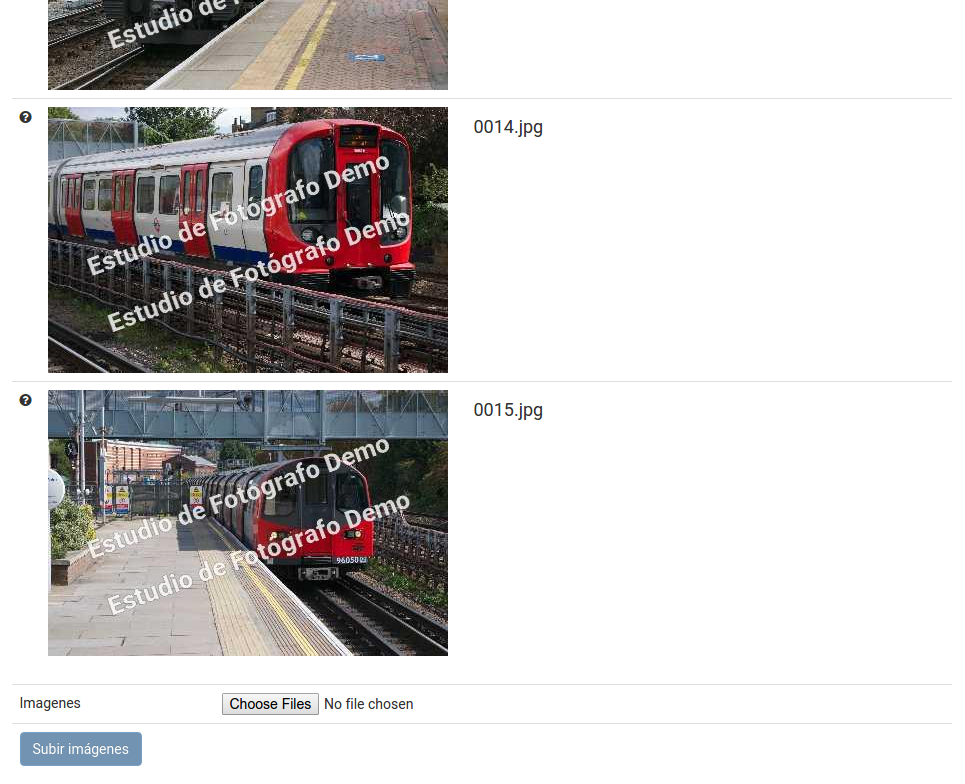 Estudio de
0014.jpg
Estudio de Fotógrafo Demo
Estudio de Fotógrafo Demo
0015.jpg
Estudio de Fotógrafo Demo
Estudio de Fotógrafo Demo
96050
Imagenes
Choose Files No file chosen
Subir imágenes